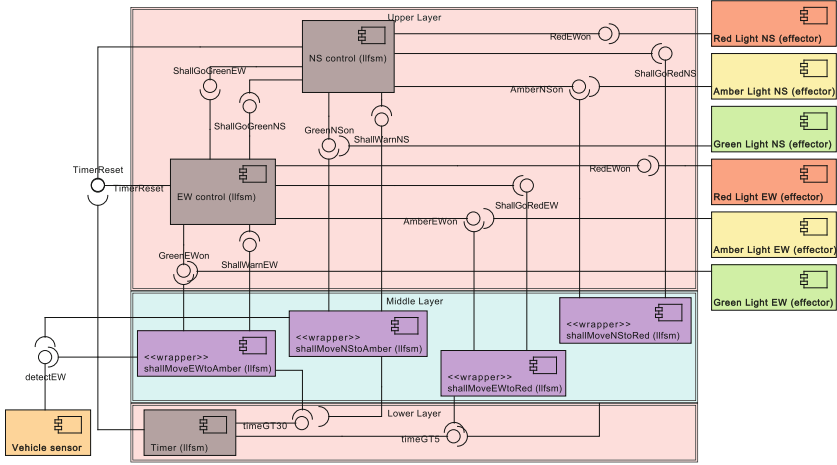 Upper Layer
RedEWon
Red Light NS (effector)
NS control (llfsm)
ShallGoGreenEW
ShallGoRedNS
AmberNSon
Amber Light NS (effector)
ShallGoGreenNS
GreenNSon
ShallWarnNS
Green Light NS (effector)
TimerReset
TimerReset
RedEWon
EW control (llfsm)
Red Light EW (effector)
ShallGoRedEW
AmberEWon
Amber Light EW (effector)
GreenEWon
ShallWarnEW
Green Light EW (effector)
Middle Layer
<<wrapper>>
shallMoveNStoRed (llfsm)
<<wrapper>>
shallMoveNStoAmber (llfsm)
<<wrapper>>
shallMoveEWtoAmber (llfsm)
detectEW
<<wrapper>>
shallMoveEWtoRed (llfsm)
Lower Layer
timeGT30
timeGT5
Timer (llfsm)
Vehicle sensor